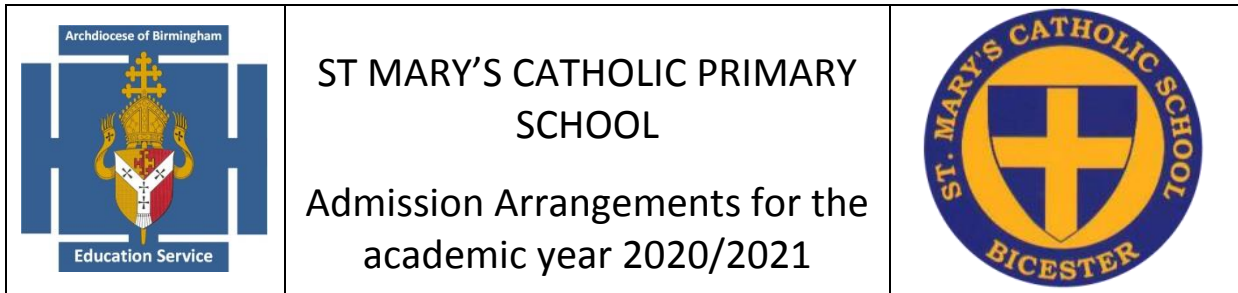 Archdiocese of Birmingham
Education Service
ST MARY'S CATHOLIC PRIMARY
SCHOOL
Admission Arrangements for the
academic year 2020/2021
ST. MARY'S CATHOLIC SCHOOL
BICESTER